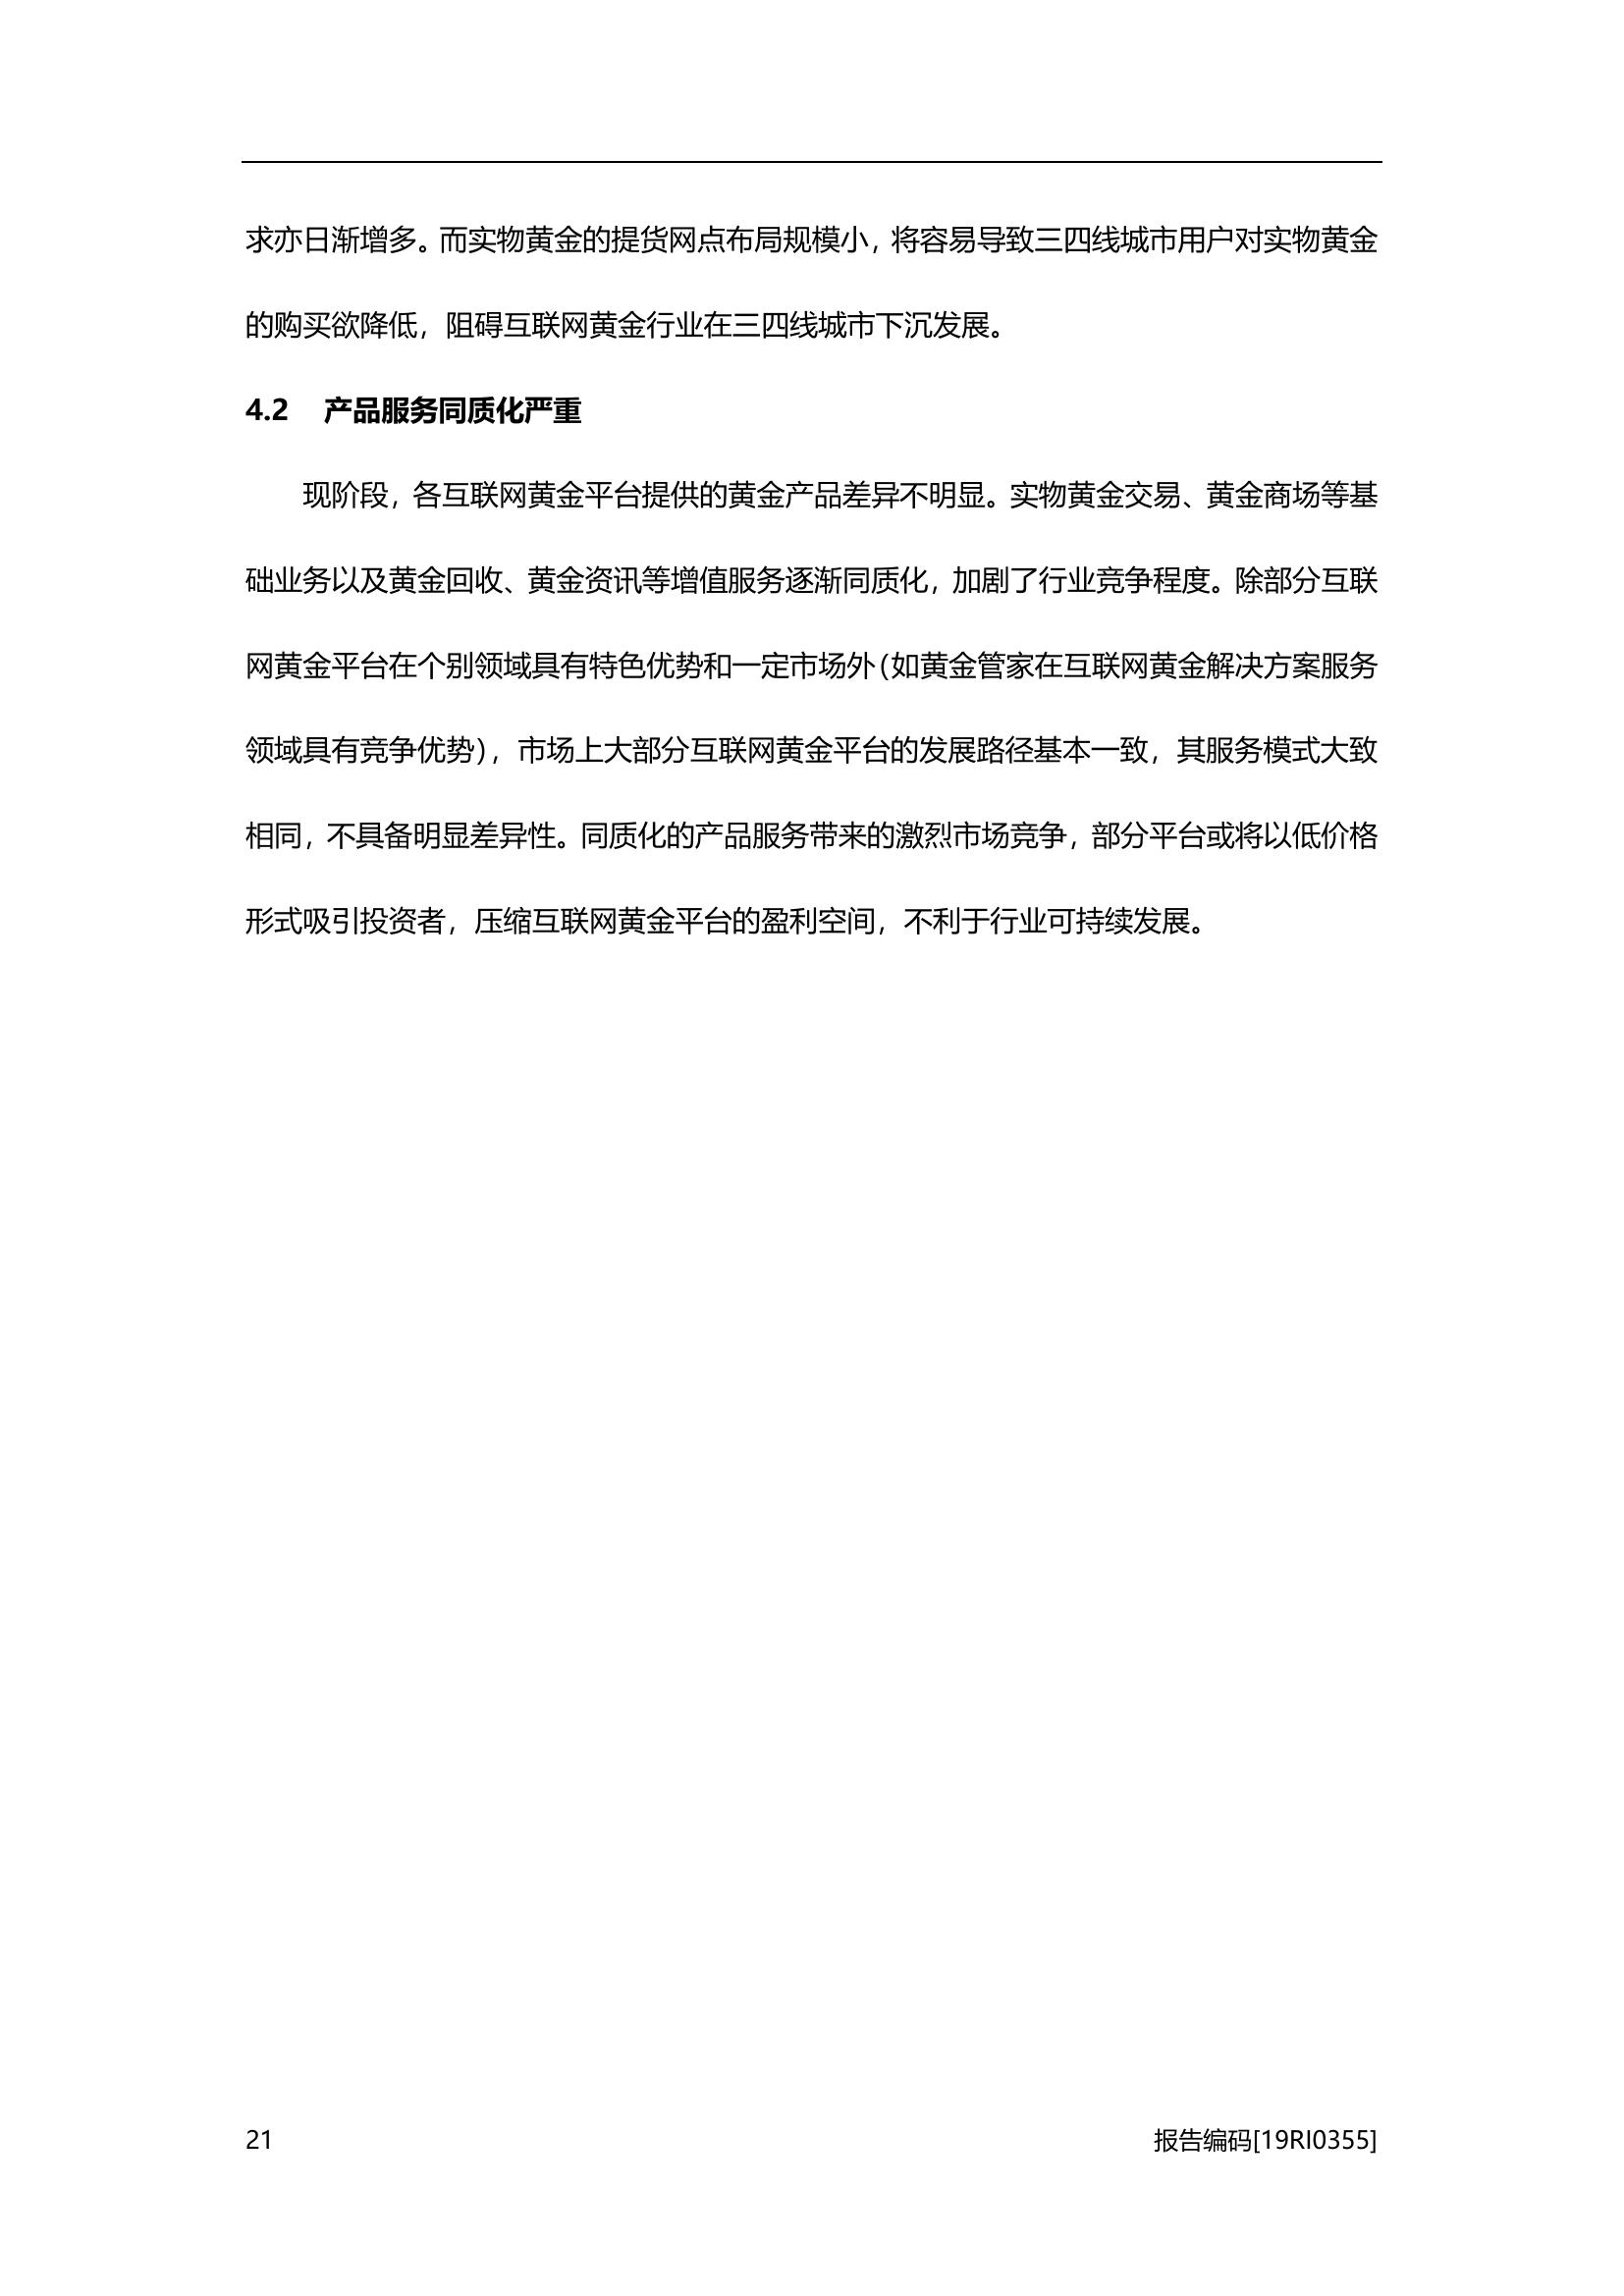 求亦日渐增多。而实物黄金的提货网点布局规模小，将容易导致三四线城市用户对实物黄金
的购买欲降低，阻碍互联网黄金行业在三四线城市下沉发展。
4.2 产品服务同质化严重
现阶段，各互联网黄金平台提供的黄金产品差异不明显。实物黄金交易、黄金商场等基
础业务以及黄金回收、黄金资讯等增值服务逐渐同质化，加剧了行业竞争程度。除部分互联
网黄金平台在个别领域具有特色优势和一定市场外（如黄金管家在互联网黄金解决方案服务
领域具有竞争优势），市场上大部分互联网黄金平台的发展路径基本一致，其服务模式大致
相同，不具备明显差异性。同质化的产品服务带来的激烈市场竞争，部分平台或将以低价格
形式吸引投资者，压缩互联网黄金平台的盈利空间，不利于行业可持续发展。
21 报告编码[19RI0355]